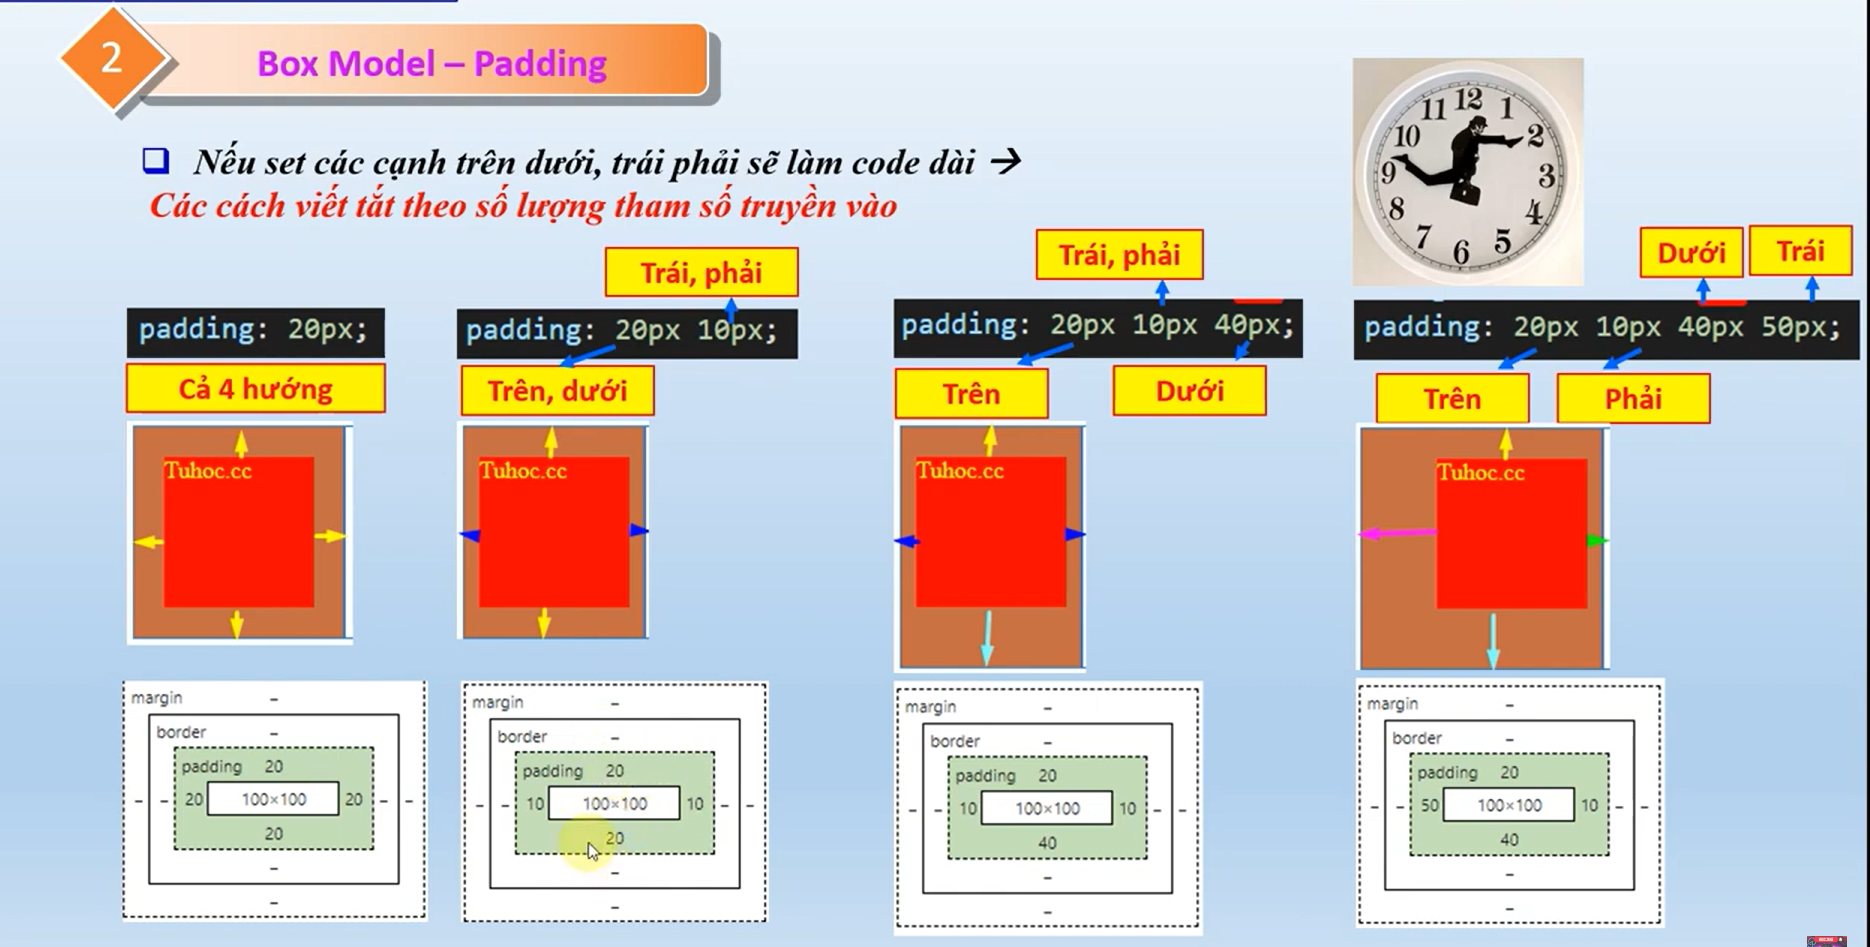 2
Box Model – Padding
Nếu set các cạnh trên dưới, trái phải sẽ làm code dài →
Các cách viết tắt theo số lượng tham số truyền vào
12
1
2
3
4
5
6
7
8
9
10
11
padding: 20px;
Cả 4 hướng
Tuhoc.cc
margin –
border –
padding 20
– – 20 100×100 20 – –
20
–
–
Trái, phải
padding: 20px 10px;
Trên, dưới
Tuhoc.cc
margin –
border –
padding 20
– – 10 100×100 10 – –
20
–
–
Trái, phải
padding: 20px 10px 40px;
Trên Dưới
Tuhoc.cc
margin –
border –
padding 20
– – 10 100×100 10 – –
40
–
–
Dưới Trái
padding: 20px 10px 40px 50px;
Trên Phải
Tuhoc.cc
margin –
border –
padding 20
– – 50 100×100 10 – –
40
–
–